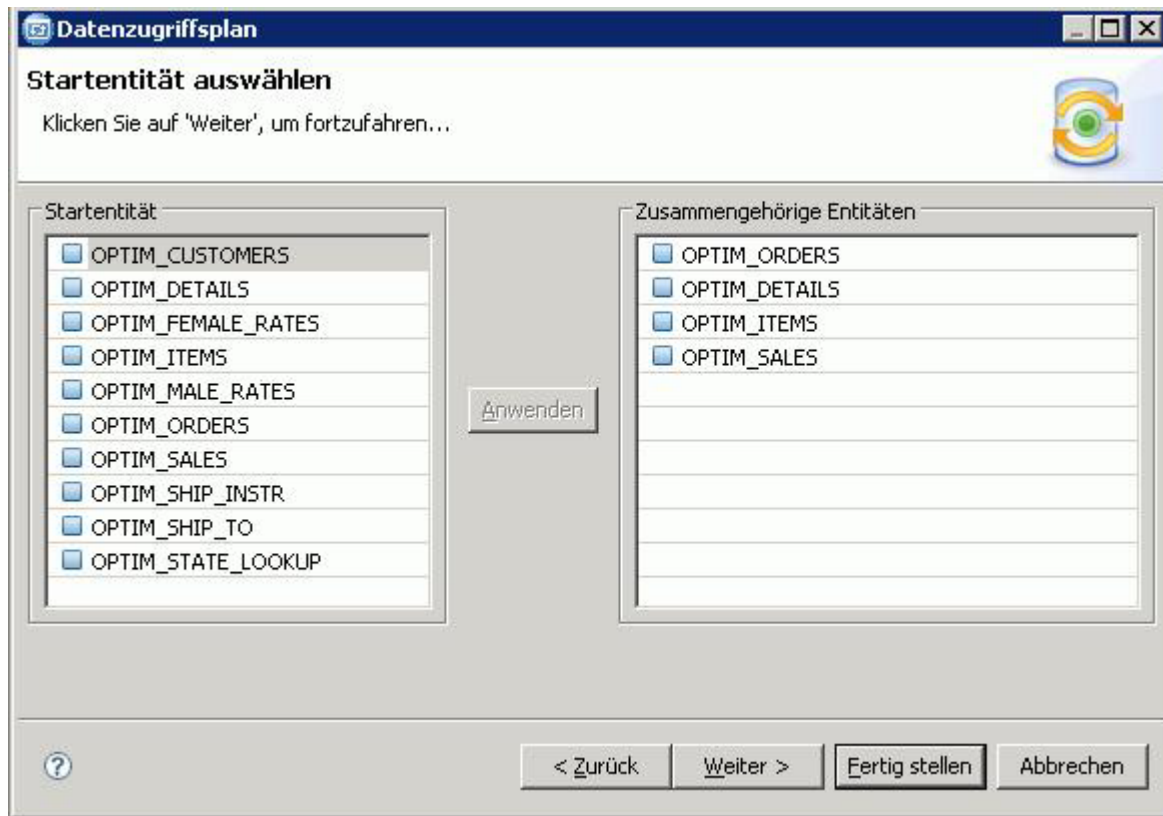 Datenzugriffsplan
Startentität auswählen
Klicken Sie auf 'Weiter', um fortzufahren...
Startentität
OPTIM_CUSTOMERS
OPTIM_DETAILS
OPTIM_FEMALE_RATES
OPTIM_ITEMS
OPTIM_MALE_RATES
OPTIM_ORDERS
OPTIM_SALES
OPTIM_SHIP_INSTR
OPTIM_SHIP_TO
OPTIM_STATE_LOOKUP
Anwenden
Zusammengehörige Entitäten
OPTIM_ORDERS
OPTIM_DETAILS
OPTIM_ITEMS
OPTIM_SALES
?
< Zurück
Weiter >
Fertig stellen
Abbrechen